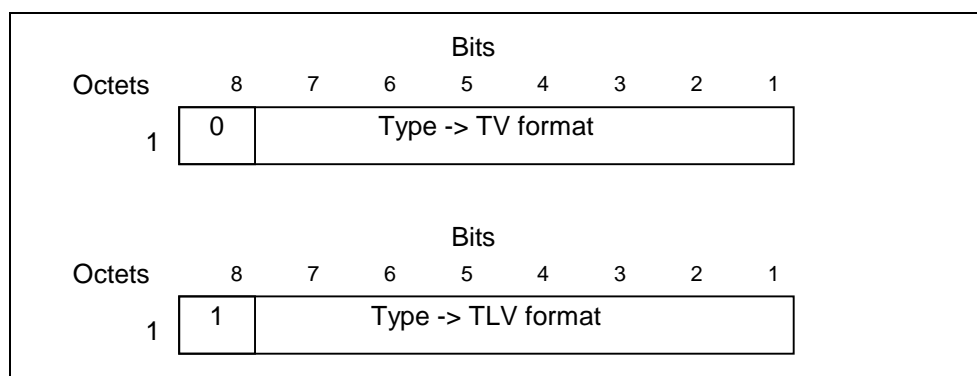 Bits
Octets 8 7 6 5 4 3 2 1
1 0 Type -> TV format
Bits
Octets 8 7 6 5 4 3 2 1
1 1 Type -> TLV format